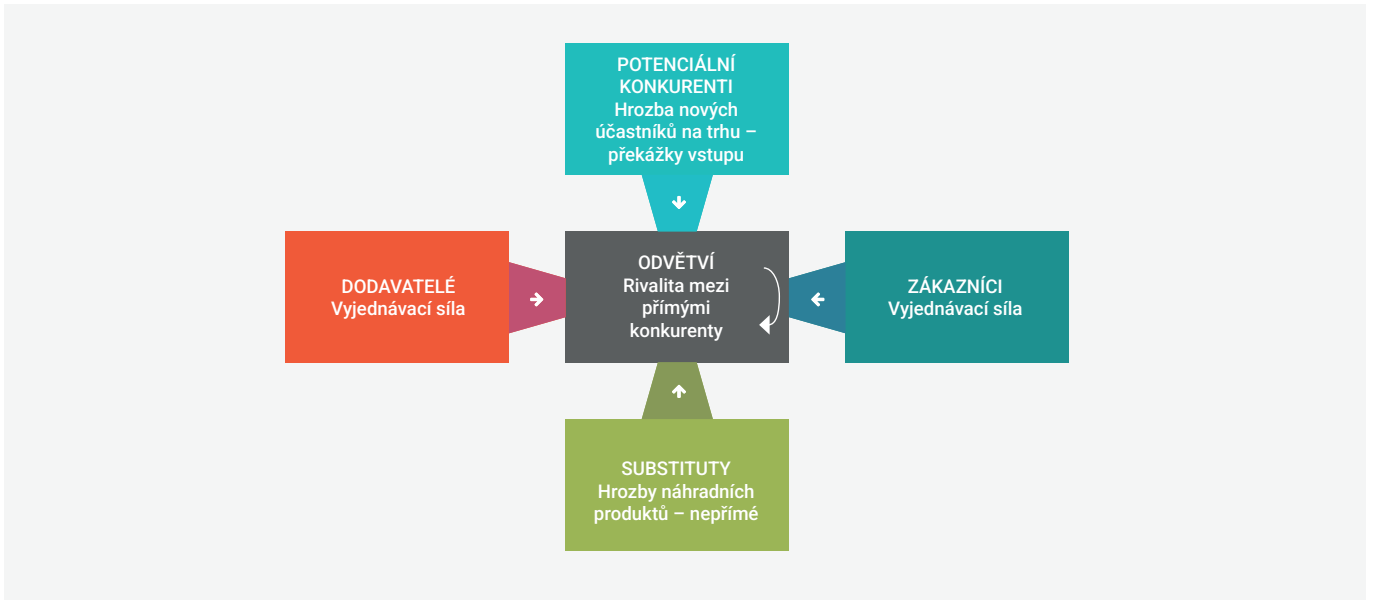 POTENCIÁLNÍ
KONKURENTI
Hrozba nových
účastníků na trhu –
překážky vstupu
DODAVATELÉ
Vyjednávací síla
ODVĚTVÍ
Rivalita mezi
přímými
konkurenty
ZÁKAZNÍCI
Vyjednávací síla
SUBSTITUTY
Hrozby náhradních
produktů – nepřímé